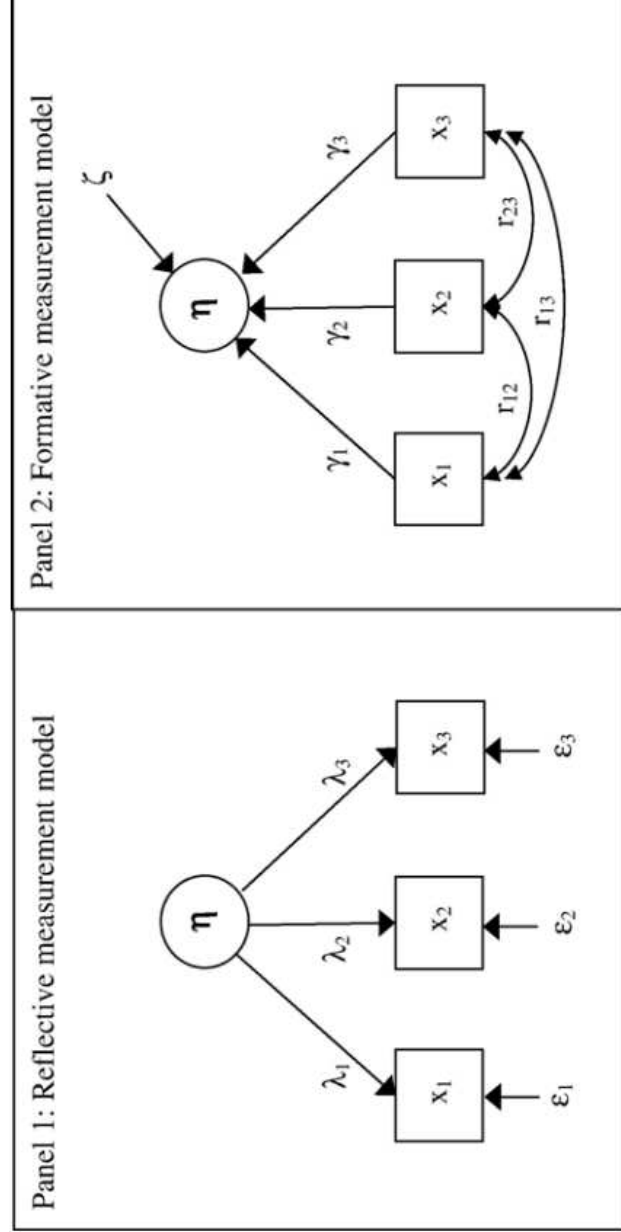 Panel 1: Reflective measurement model
η
λ₁ λ₂ λ₃
x₁ x₂ x₃
ε₁ ε₂ ε₃
Panel 2: Formative measurement model
ζ
η
γ₁ γ₂ γ₃
x₁ x₂ x₃
r₁₂ r₂₃
r₁₃